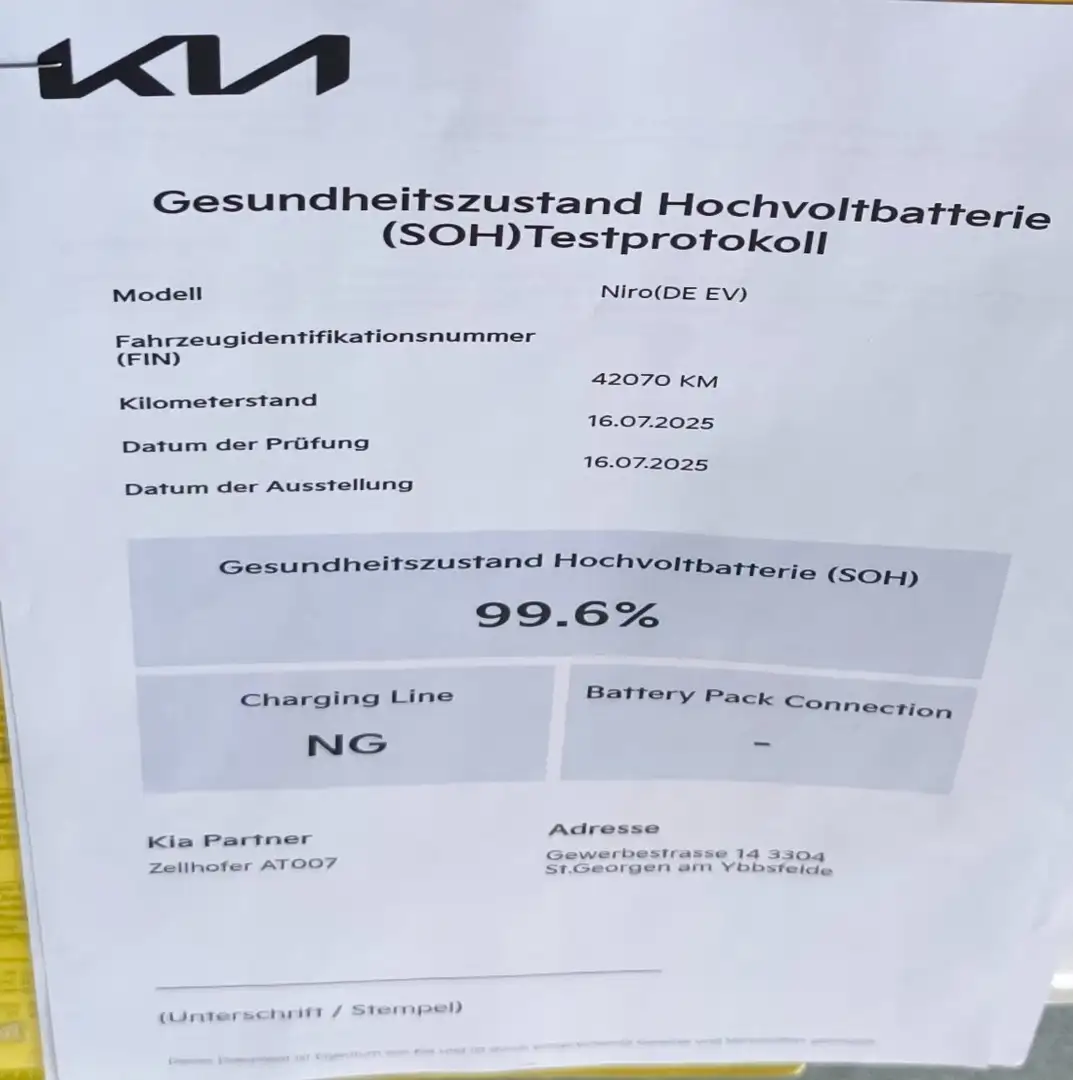 KIA
Gesundheitszustand Hochvoltbatterie
(SOH)Testprotokoll
Modell
Niro(DE EV)
Fahrzeugidentifikationsnummer
(FIN)
Kilometerstand
42070 KM
Datum der Prüfung
16.07.2025
Datum der Ausstellung
16.07.2025
Gesundheitszustand Hochvoltbatterie (SOH)
99.6%
Charging Line
NG
Battery Pack Connection
-
Kia Partner
Zellhofer AT007
Adresse
Gewerbestrasse 14 3304
St.Georgen am Ybbsfelde
(Unterschrift / Stempel)